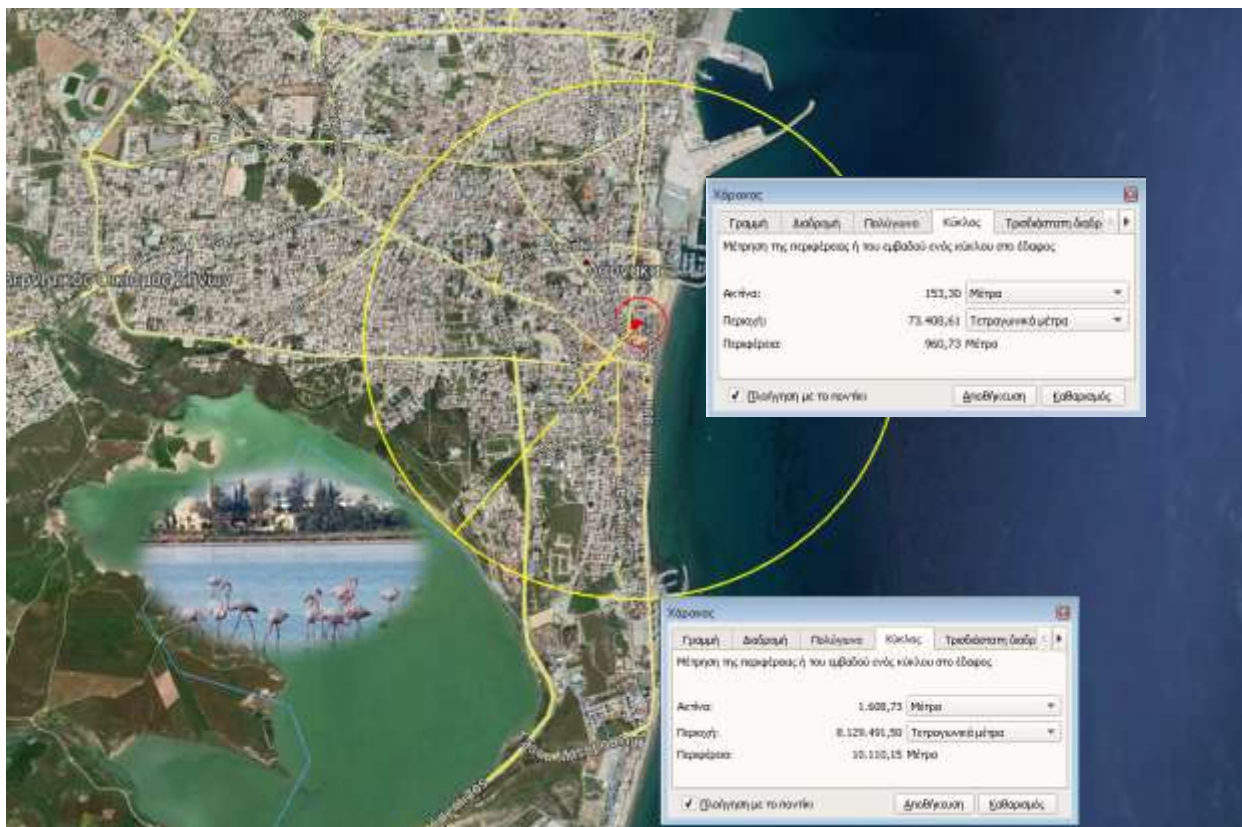 Λάρνακα
Χάρακας
Γραμμή Διαδρομή Πολύγωνο Κύκλος Τρισδιάστατη διαδρ
Μέτρηση της περιφέρειας ή του εμβαδού ενός κύκλου στο έδαφος
Ακτίνα: 153,30 Μέτρα
Περιοχή: 73.408,61 Τετραγωνικά μέτρα
Περιφέρεια: 960,73 Μέτρα
Πλοήγηση με το ποντίκι Αποθήκευση Καθαρισμός
Χάρακας
Γραμμή Διαδρομή Πολύγωνο Κύκλος Τρισδιάστατη διαδρ
Μέτρηση της περιφέρειας ή του εμβαδού ενός κύκλου στο έδαφος
Ακτίνα: 1.608,73 Μέτρα
Περιοχή: 8.129.491,50 Τετραγωνικά μέτρα
Περιφέρεια: 10.110,15 Μέτρα
Πλοήγηση με το ποντίκι Αποθήκευση Καθαρισμός